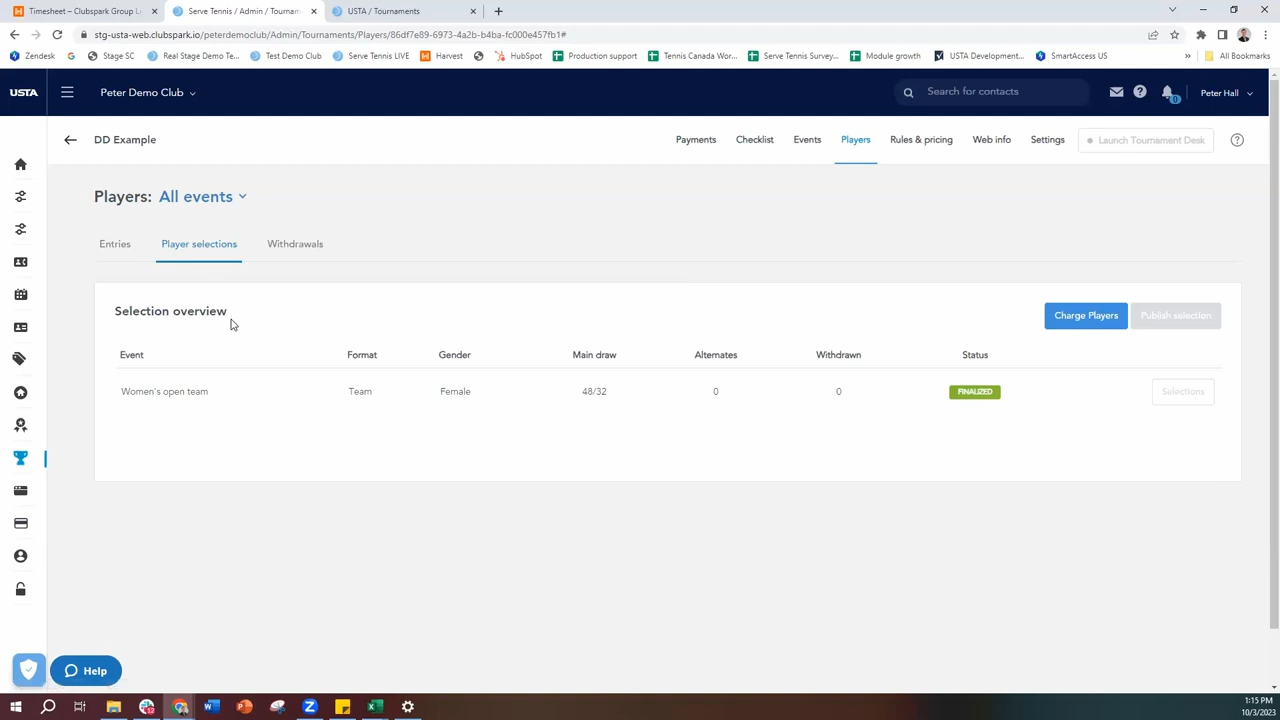 Timesheet – Clubspark Group L
Serve Tennis / Admin / Tournam
USTA / Tournaments
stg-usta-web.clubspark.io/peterdemoclub/Admin/Tournaments/Players/86df7e89-6973-4a2b-b4ba-fc000e457fb1#
Zendesk Stage SC Real Stage Demo Te... Test Demo Club Serve Tennis LIVE Harvest HubSpot Production support Tennis Canada Wor... Serve Tennis Survey... Module growth USTA Development... SmartAccess US » All Bookmarks
USTA Peter Demo Club Search for contacts 0 Peter Hall
DD Example Payments Checklist Events Players Rules & pricing Web info Settings Launch Tournament Desk
Players: All events
Entries Player selections Withdrawals
Selection overview Charge Players Publish selection
Event Format Gender Main draw Alternates Withdrawn Status
Women's open team Team Female 48/32 0 0 FINALIZED Selections
Help
1:15 PM
10/3/2023